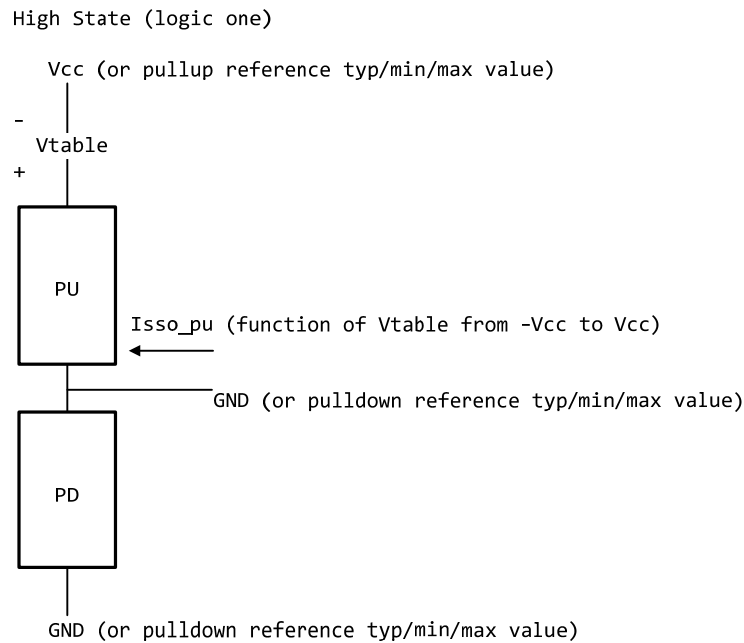 High State (logic one)
Vcc (or pullup reference typ/min/max value)
-
Vtable
+
PU
Isso_pu (function of Vtable from -Vcc to Vcc)
GND (or pulldown reference typ/min/max value)
PD
GND (or pulldown reference typ/min/max value)